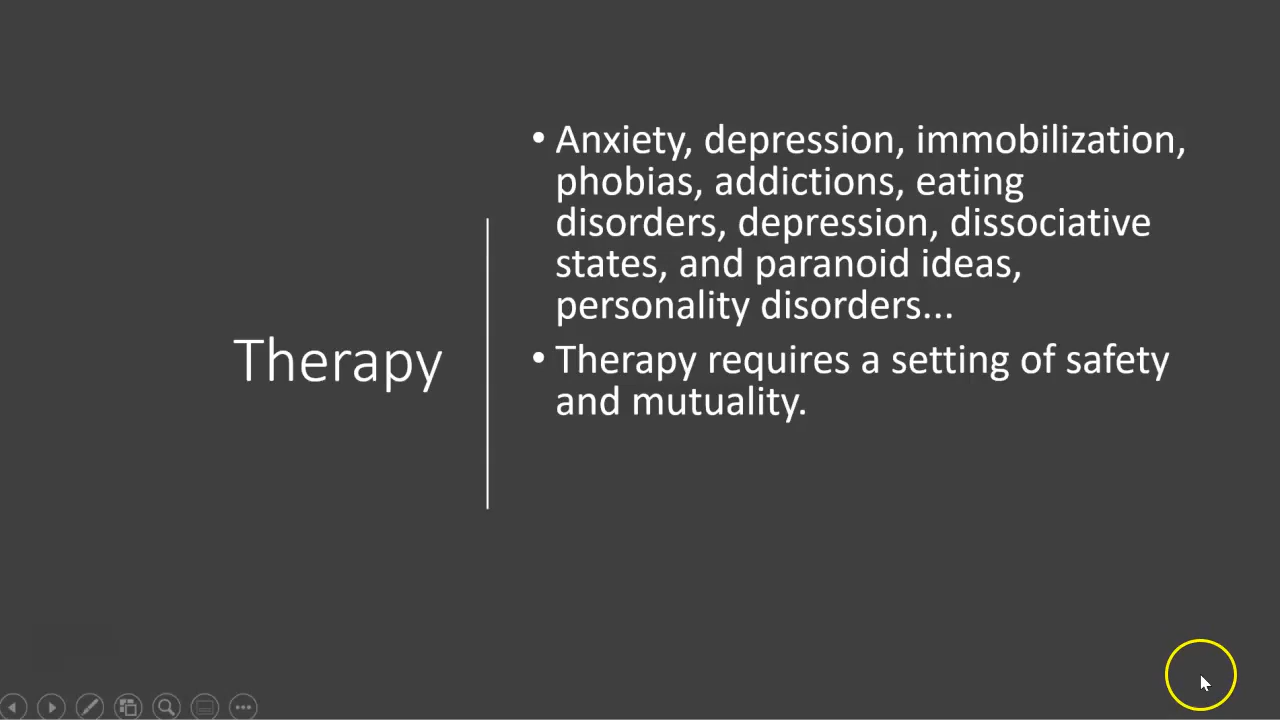 Therapy
• Anxiety, depression, immobilization,
phobias, addictions, eating
disorders, depression, dissociative
states, and paranoid ideas,
personality disorders...
• Therapy requires a setting of safety
and mutuality.